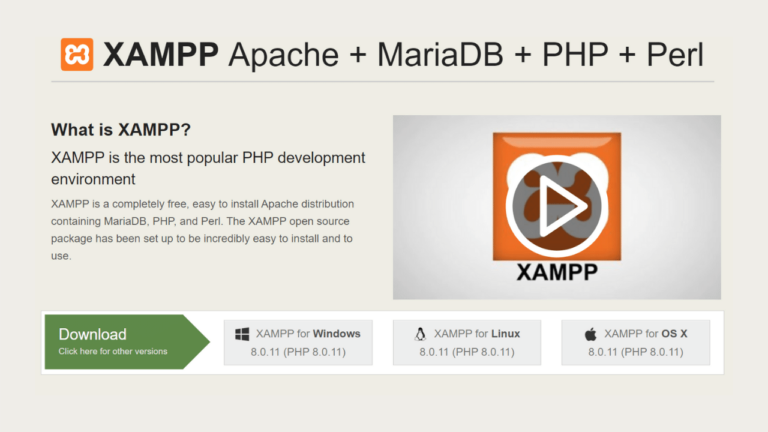 XAMPP Apache + MariaDB + PHP + Perl
What is XAMPP?
XAMPP is the most popular PHP development
environment
XAMPP is a completely free, easy to install Apache distribution
containing MariaDB, PHP, and Perl. The XAMPP open source
package has been set up to be incredibly easy to install and to
use.
XAMPP
Download
Click here for other versions
XAMPP for Windows
8.0.11 (PHP 8.0.11)
XAMPP for Linux
8.0.11 (PHP 8.0.11)
XAMPP for OS X
8.0.11 (PHP 8.0.11)